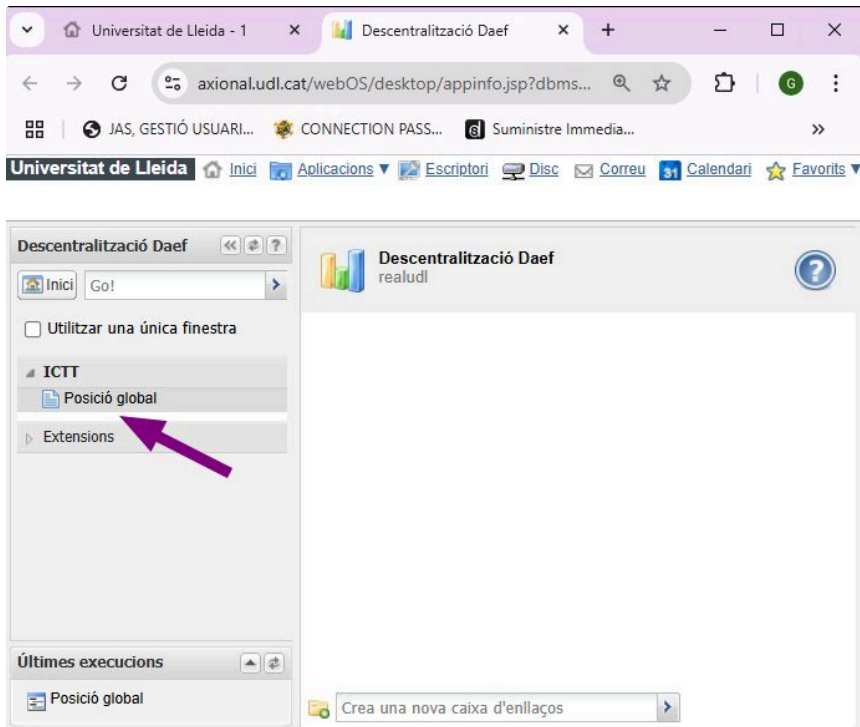 Universitat de Lleida - 1
Descentralització Daef
axional.udl.cat/webOS/desktop/appinfo.jsp?dbms...
G
JAS, GESTIÓ USUARI...
CONNECTION PASS...
Suministre Immedia...
»
Universitat de Lleida Inici Aplicacions ▼ Escriptori Disc 31 Correu Calendari Favorits ▼
Descentralització Daef
Inici Go!
Utilitzar una única finestra
ICTT
Posició global
Extensions
Descentralització Daef
realudl
Últimes execucions
Posició global
Crea una nova caixa d'enllaços